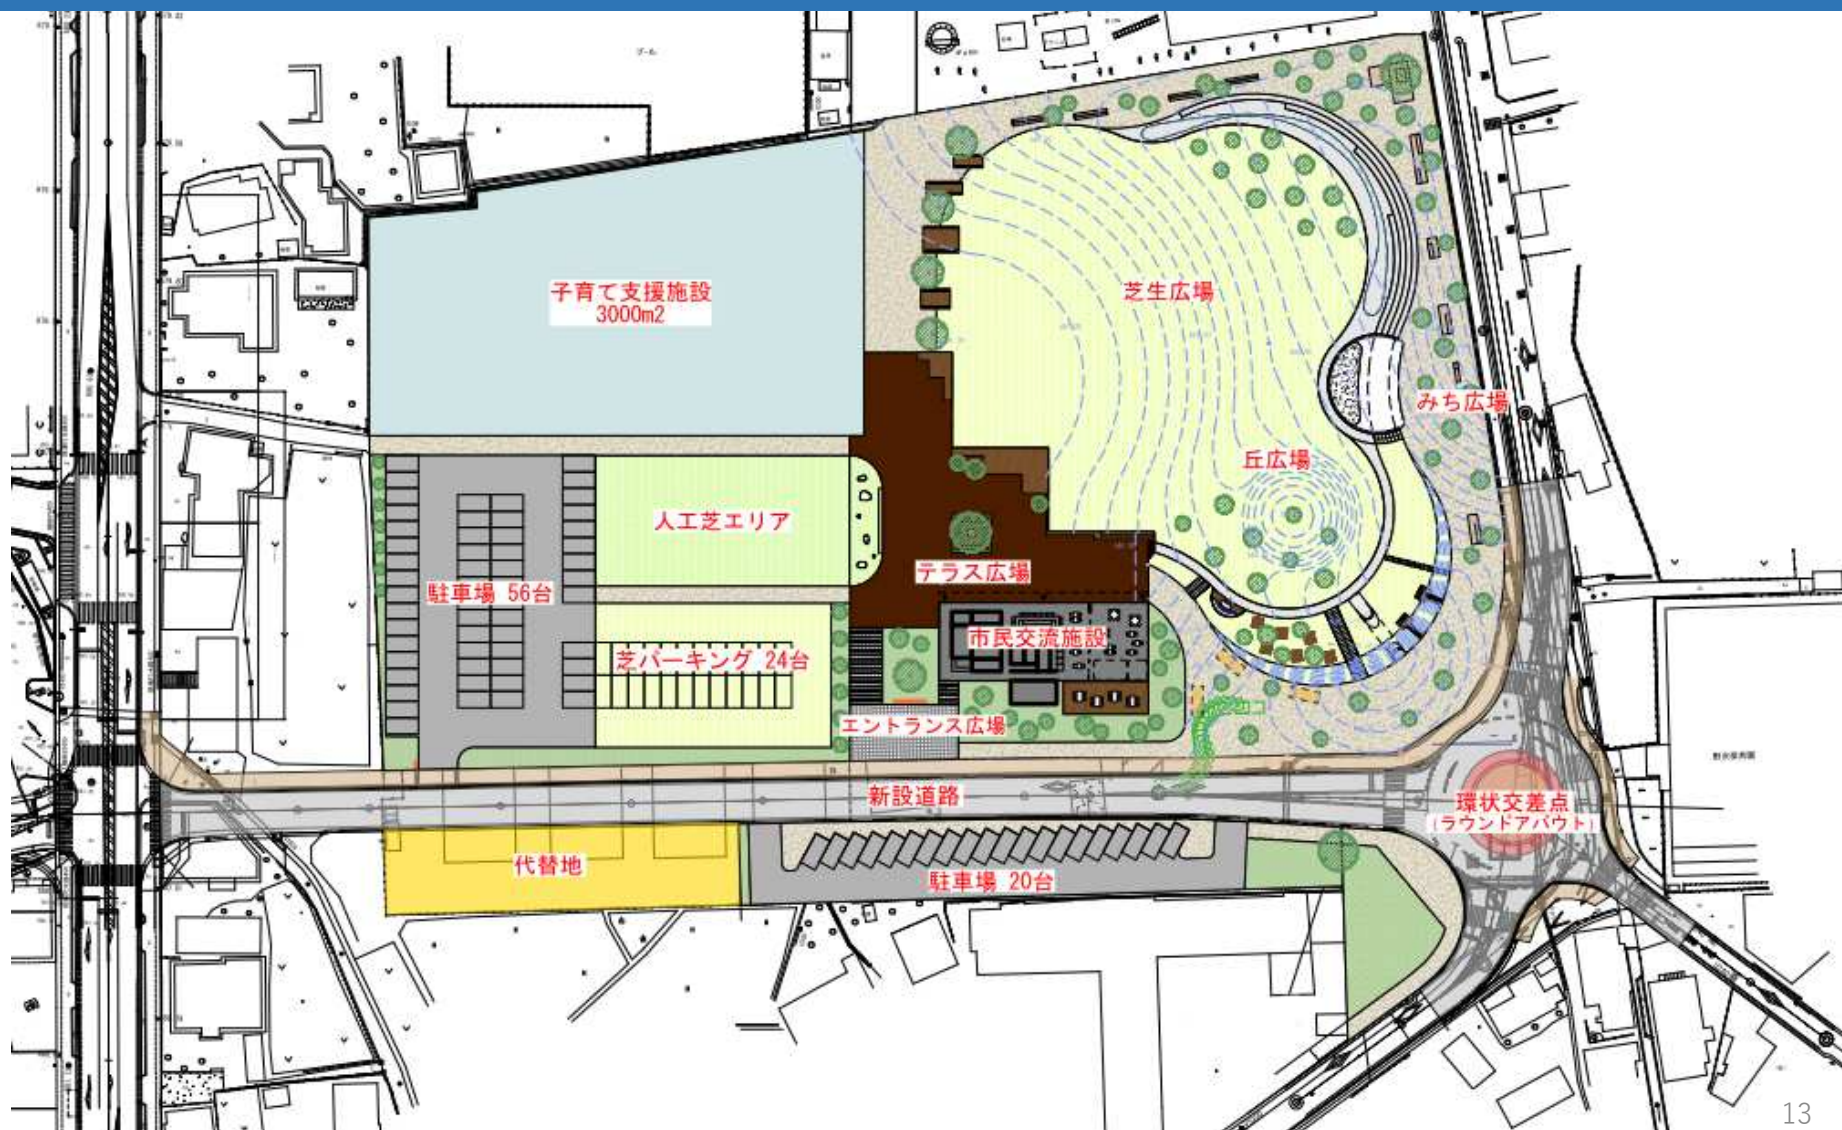 プール
子育て支援施設
3000m2
芝生広場
みち広場
丘広場
人工芝エリア
テラス広場
駐車場 56台
市民交流施設
芝パーキング 24台
エントランス広場
新設道路
環状交差点
(ラウンドアバウト)
代替地
駐車場 20台
13